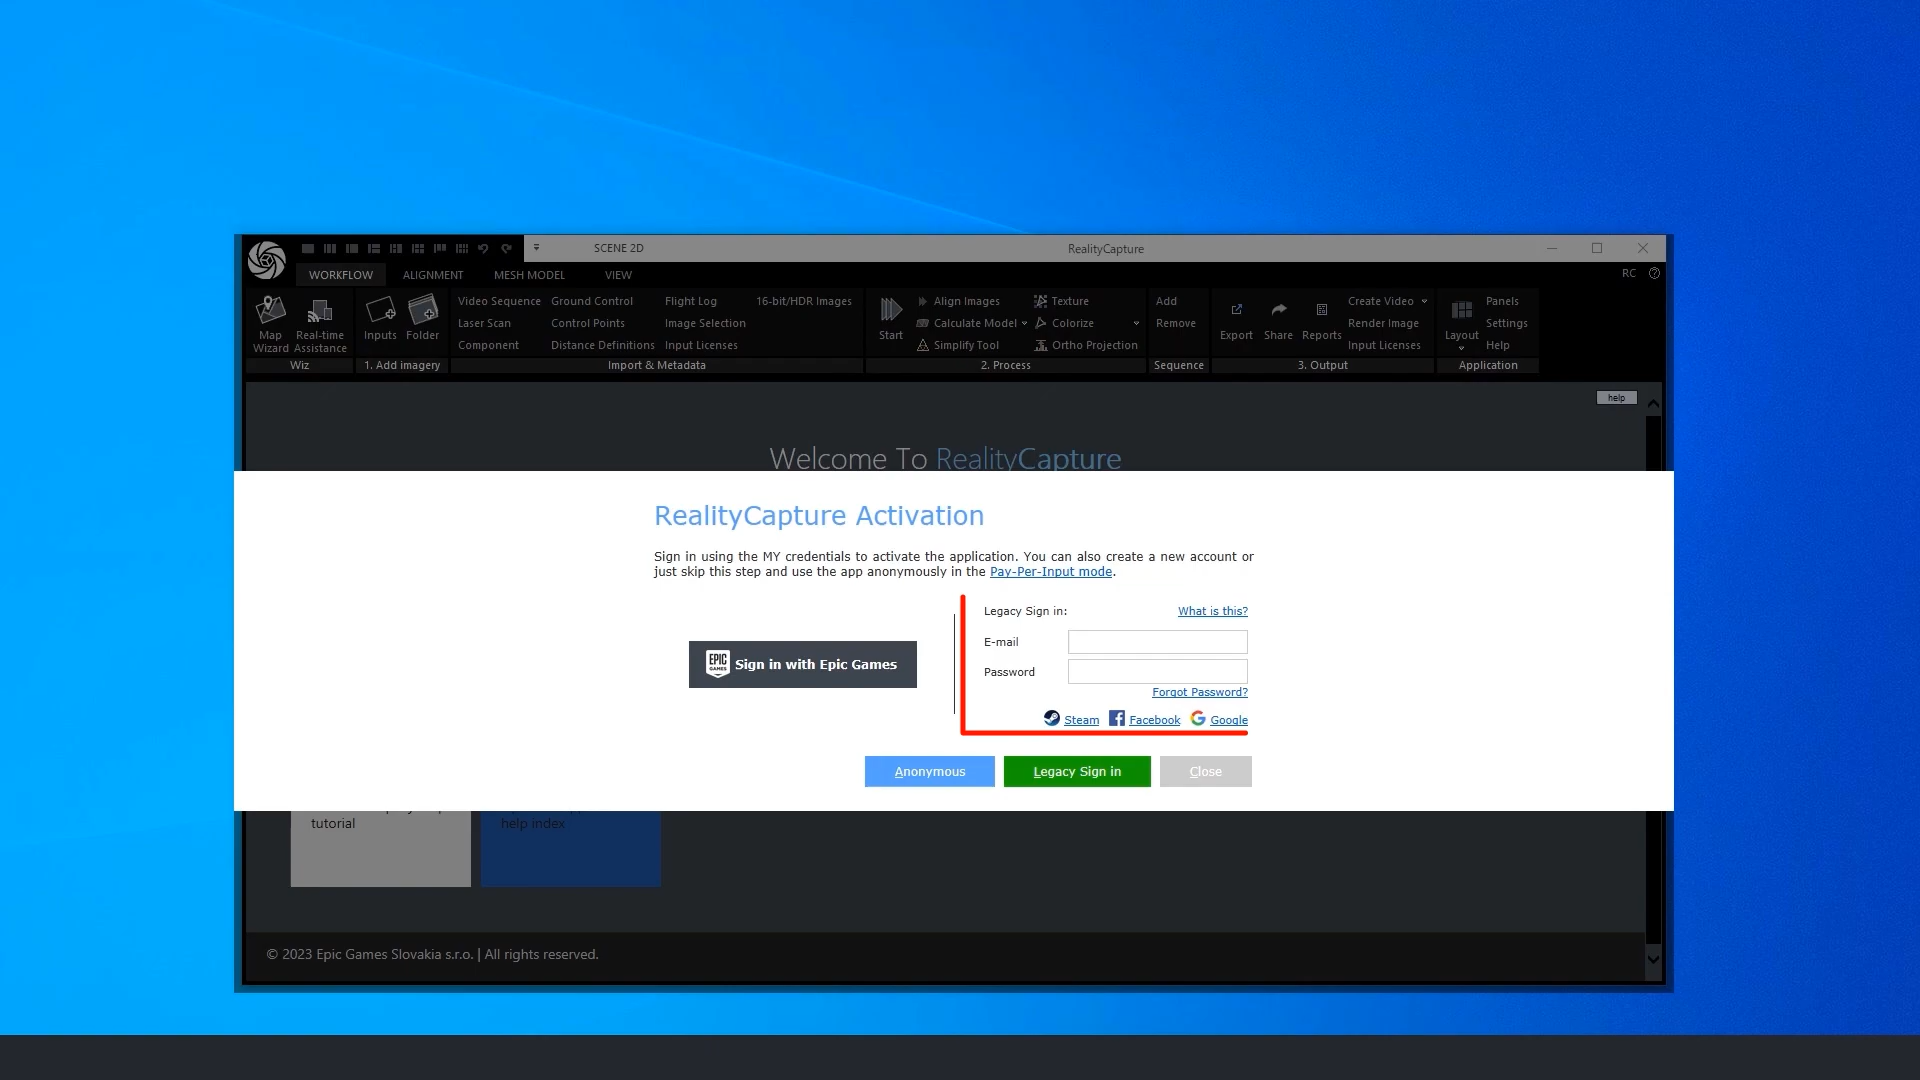 SCENE 2D
RealityCapture
WORKFLOW ALIGNMENT MESH MODEL VIEW
RC
Map Wizard
Real-time Assistance
Wiz
Inputs
Folder
1. Add imagery
Video Sequence Ground Control Flight Log 16-bit/HDR Images
Laser Scan Control Points Image Selection
Component Distance Definitions Input Licenses
Import & Metadata
Start
Align Images Texture
Calculate Model Colorize
Simplify Tool Ortho Projection
2. Process
Add
Remove
Sequence
Export
Share
Reports
Create Video
Render Image
Input Licenses
3. Output
Layout
Panels
Settings
Help
Application
help
Welcome To RealityCapture
RealityCapture Activation
Sign in using the MY credentials to activate the application. You can also create a new account or
just skip this step and use the app anonymously in the Pay-Per-Input mode.
EPIC GAMES
Sign in with Epic Games
Legacy Sign in: What is this?
E-mail
Password
Forgot Password?
Steam Facebook Google
Anonymous Legacy Sign in Close
tutorial
help index
© 2023 Epic Games Slovakia s.r.o. | All rights reserved.